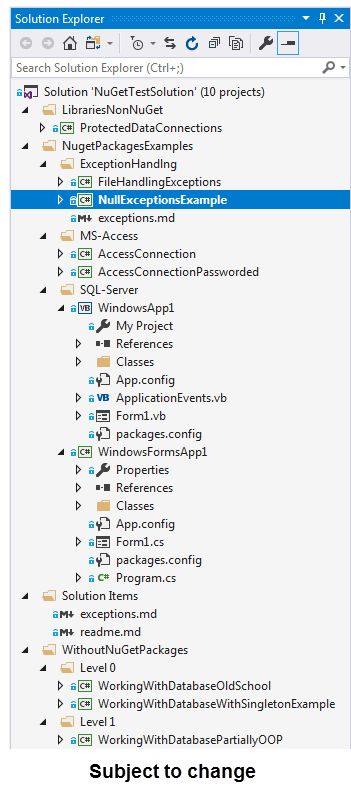 Solution Explorer
Search Solution Explorer (Ctrl+;)
Solution 'NuGetTestSolution' (10 projects)
LibrariesNonNuGet
C# ProtectedDataConnections
NugetPackagesExamples
ExceptionHandlng
C# FileHandlingExceptions
C# NullExceptionsExample
M exceptions.md
MS-Access
C# AccessConnection
C# AccessConnectionPassworded
SQL-Server
VB WindowsApp1
My Project
References
Classes
App.config
VB ApplicationEvents.vb
Form1.vb
packages.config
C# WindowsFormsApp1
Properties
References
Classes
App.config
Form1.cs
packages.config
C# Program.cs
Solution Items
M exceptions.md
M readme.md
WithoutNuGetPackages
Level 0
C# WorkingWithDatabaseOldSchool
C# WorkingWithDatabaseWithSingletonExample
Level 1
C# WorkingWithDatabasePartiallyOOP
Subject to change